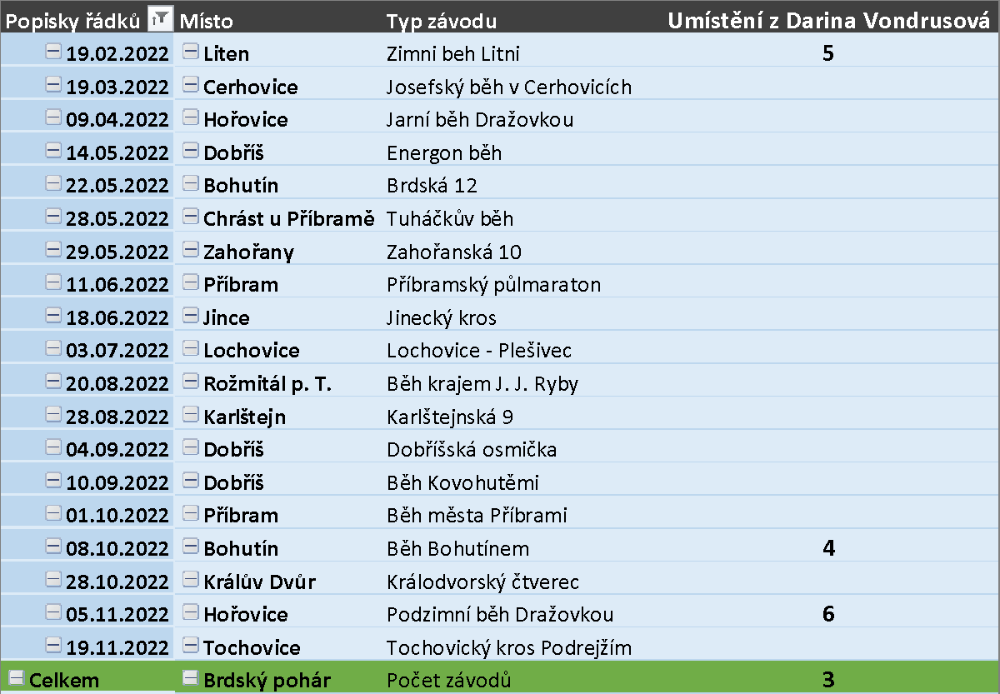 Popisky řádků Místo Typ závodu Umístění z Darina Vondrusová
19.02.2022 Liten Zimni beh Litni 5
19.03.2022 Cerhovice Josefský běh v Cerhovicích
09.04.2022 Hořovice Jarní běh Dražovkou
14.05.2022 Dobříš Energon běh
22.05.2022 Bohutín Brdská 12
28.05.2022 Chrást u Příbramě Tuháčkův běh
29.05.2022 Zahořany Zahořanská 10
11.06.2022 Příbram Příbramský půlmaraton
18.06.2022 Jince Jinecký kros
03.07.2022 Lochovice Lochovice - Plešivec
20.08.2022 Rožmitál p. T. Běh krajem J. J. Ryby
28.08.2022 Karlštejn Karlštejnská 9
04.09.2022 Dobříš Dobříšská osmička
10.09.2022 Dobříš Běh Kovohutěmi
01.10.2022 Příbram Běh města Příbrami
08.10.2022 Bohutín Běh Bohutínem 4
28.10.2022 Králův Dvůr Králodvorský čtverec
05.11.2022 Hořovice Podzimní běh Dražovkou 6
19.11.2022 Tochovice Tochovický kros Podrejžím
Celkem Brdský pohár Počet závodů 3